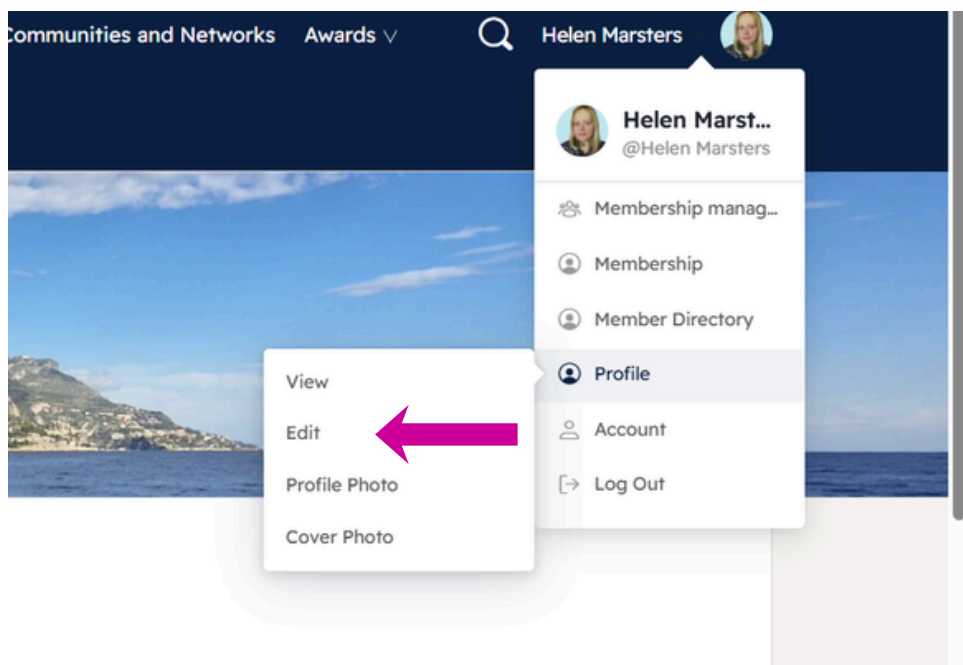 Communities and Networks Awards Helen Marsters
Helen Marst...
@Helen Marsters
Membership manag...
Membership
Member Directory
Profile
Account
Log Out
View
Edit
Profile Photo
Cover Photo